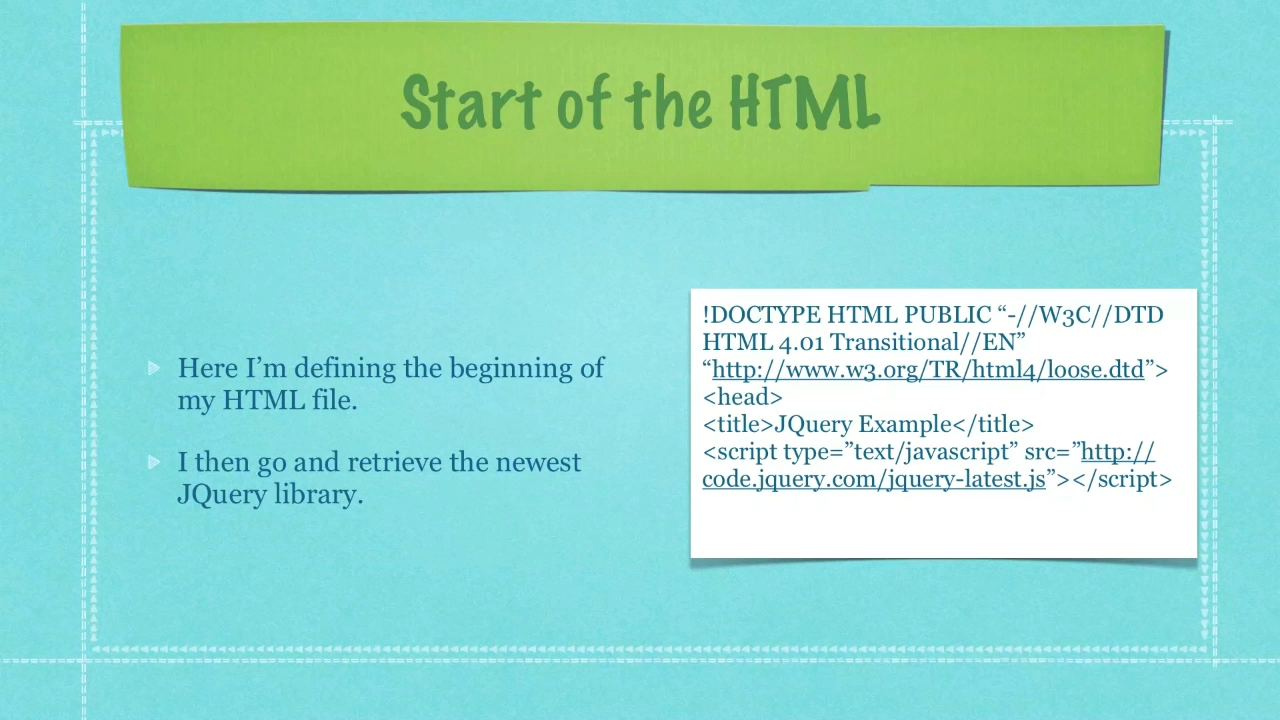 Start of the HTML
Here I’m defining the beginning of
my HTML file.
I then go and retrieve the newest
JQuery library.
!DOCTYPE HTML PUBLIC “-//W3C//DTD
HTML 4.01 Transitional//EN”
“http://www.w3.org/TR/html4/loose.dtd”>
<head>
<title>JQuery Example</title>
<script type=”text/javascript” src=”http://
code.jquery.com/jquery-latest.js”></script>